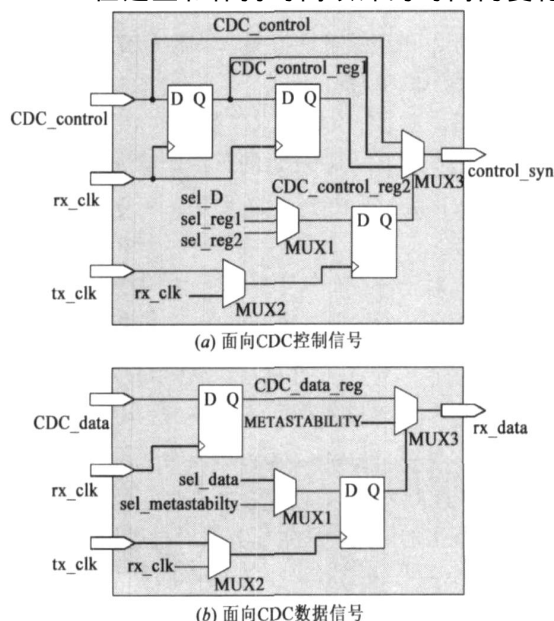 CDC_control
CDC_control_reg1
D Q
D Q
CDC_control
MUX3
control_syn
rx_clk
CDC_control_reg2
sel_D
sel_reg1
sel_reg2
MUX1
D Q
tx_clk
rx_clk
MUX2
(a) 面向CDC控制信号
CDC_data_reg
D Q
CDC_data
METASTABILITY
MUX3
rx_data
rx_clk
sel_data
sel_metastabilty
MUX1
D Q
tx_clk
rx_clk
MUX2
(b) 面向CDC数据信号